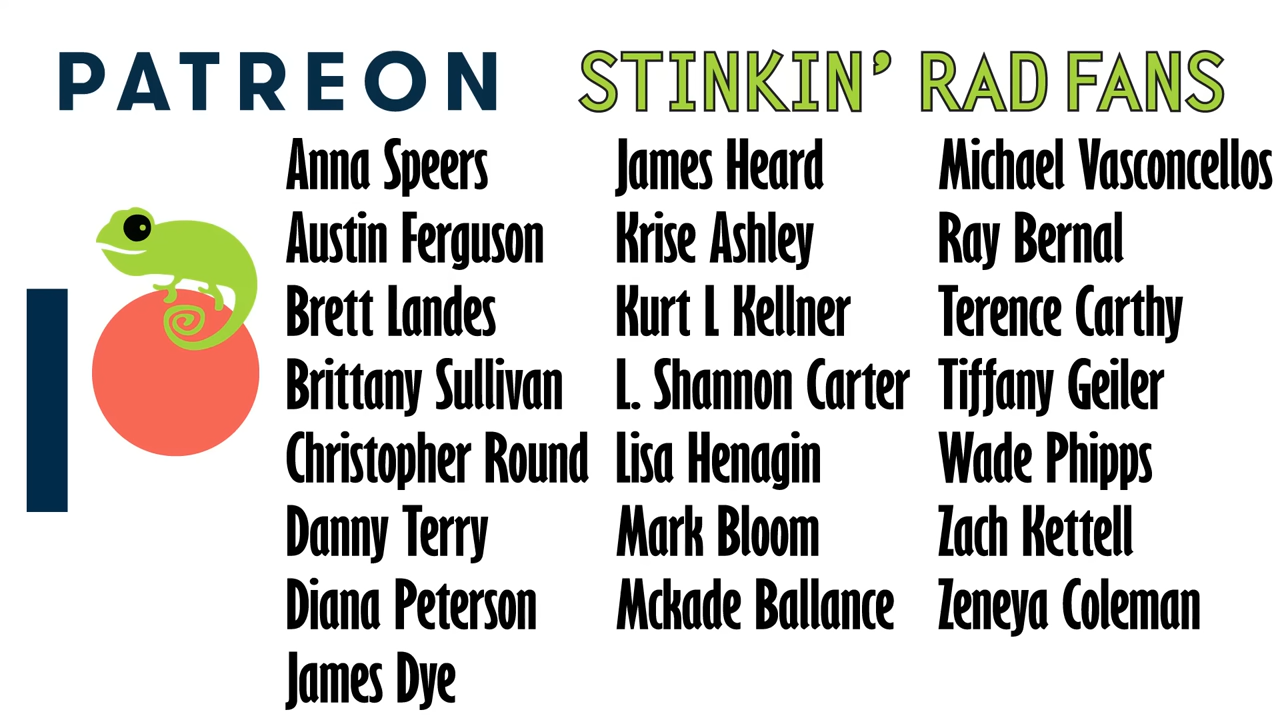 PATREON
STINKIN' RAD FANS
Anna Speers
Austin Ferguson
Brett Landes
Brittany Sullivan
Christopher Round
Danny Terry
Diana Peterson
James Dye
James Heard
Krise Ashley
Kurt L Kellner
L. Shannon Carter
Lisa Henagin
Mark Bloom
Mckade Ballance
Michael Vasconcellos
Ray Bernal
Terence Carthy
Tiffany Geiler
Wade Phipps
Zach Kettell
Zeneya Coleman